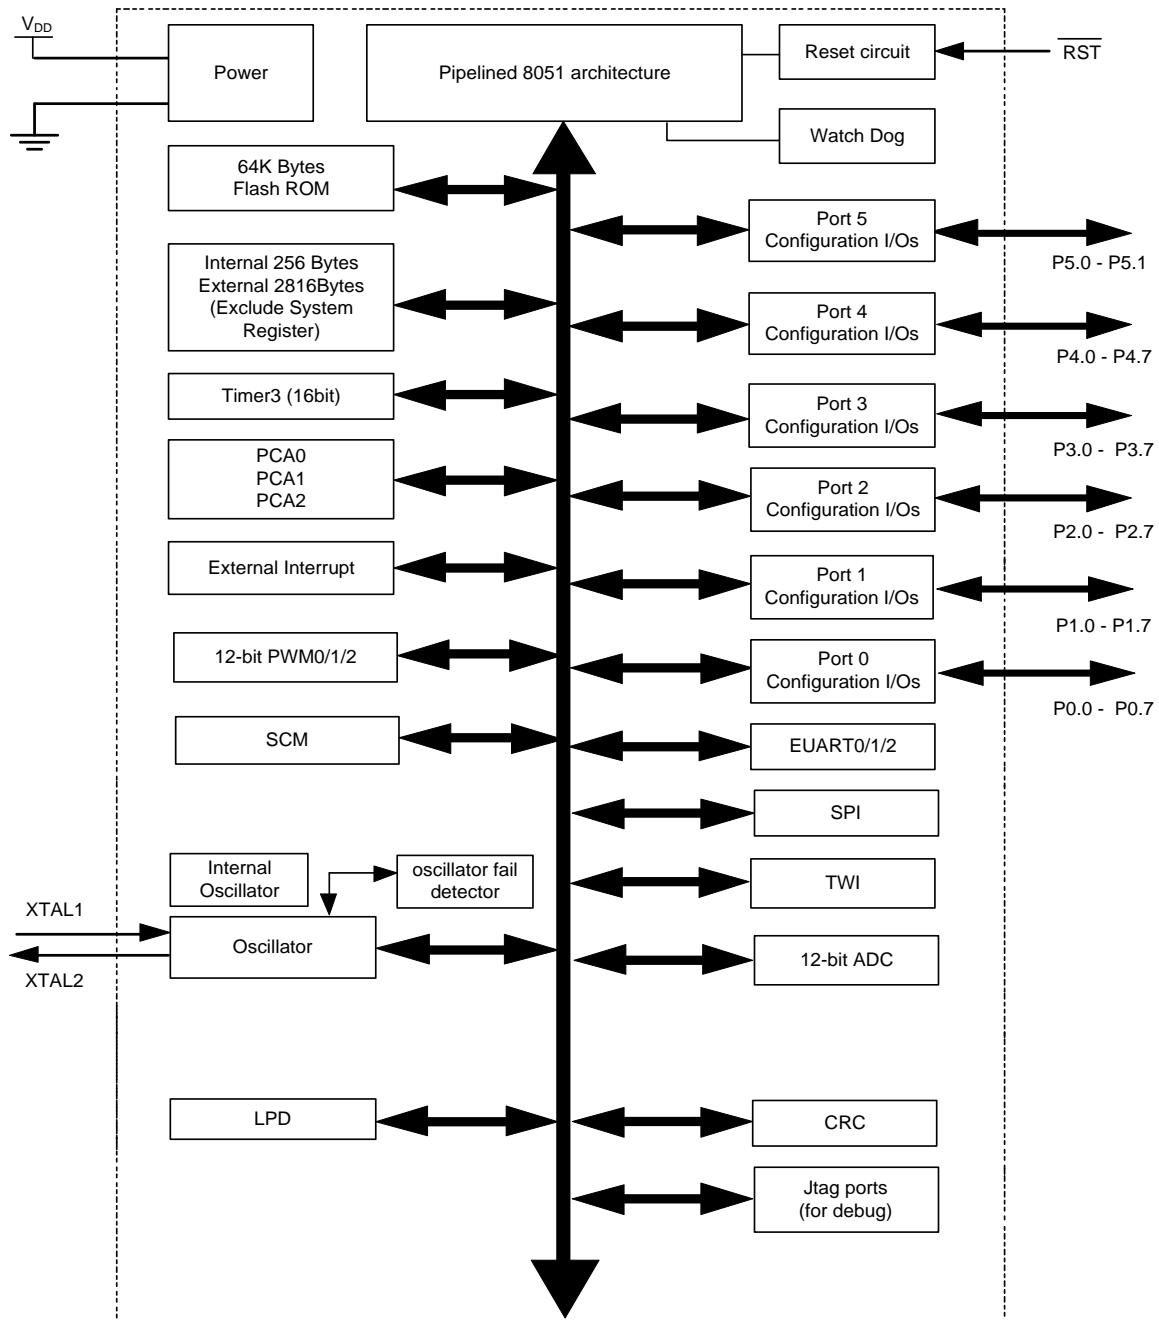 VDD
Power
Pipelined 8051 architecture
Reset circuit
RST
Watch Dog
64K Bytes
Flash ROM
Port 5
Configuration I/Os
P5.0 - P5.1
Internal 256 Bytes
External 2816Bytes
(Exclude System
Register)
Port 4
Configuration I/Os
P4.0 - P4.7
Timer3 (16bit)
Port 3
Configuration I/Os
P3.0 - P3.7
PCA0
PCA1
PCA2
Port 2
Configuration I/Os
P2.0 - P2.7
External Interrupt
Port 1
Configuration I/Os
P1.0 - P1.7
12-bit PWM0/1/2
Port 0
Configuration I/Os
P0.0 - P0.7
SCM
EUART0/1/2
SPI
Internal
Oscillator
oscillator fail
detector
TWI
XTAL1
Oscillator
XTAL2
12-bit ADC
LPD
CRC
Jtag ports
(for debug)